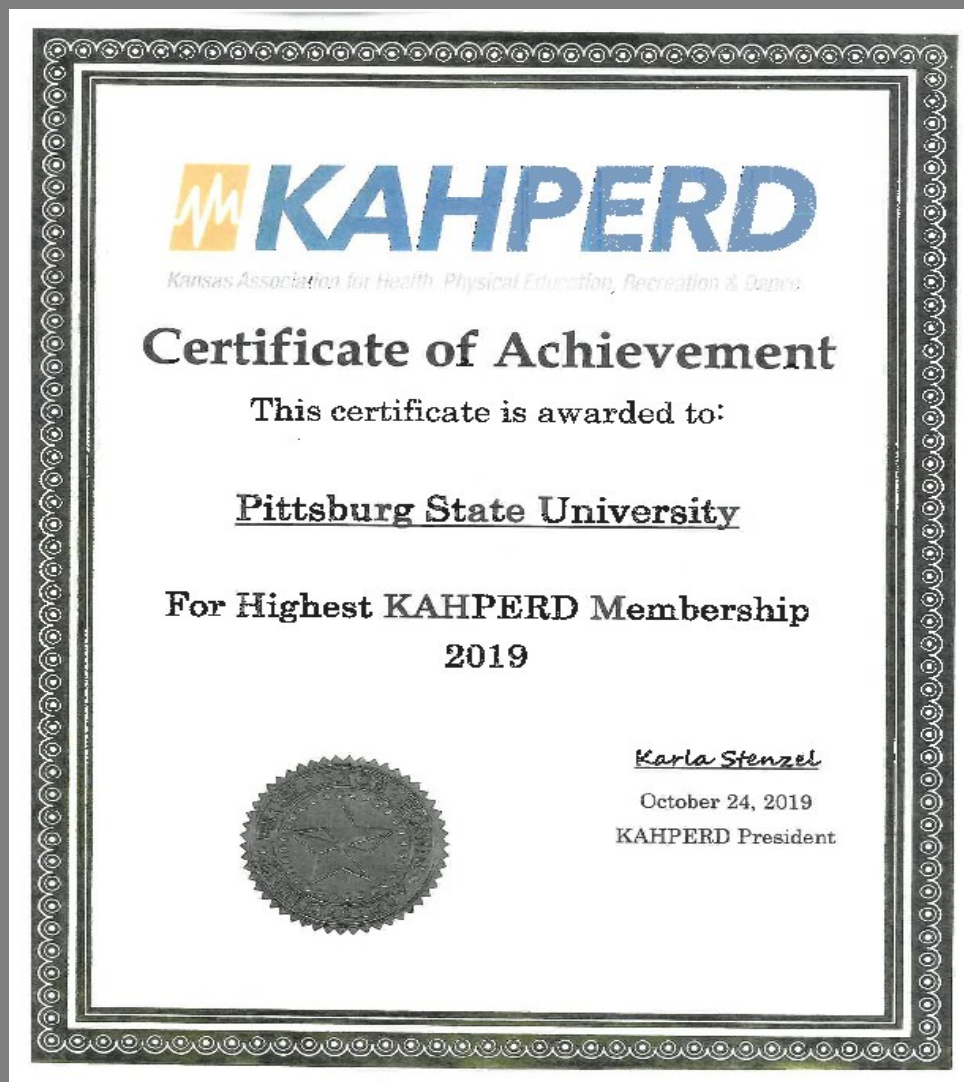 KAHPERD
Kansas Association for Health, Physical Education, Recreation & Dance
Certificate of Achievement
This certificate is awarded to:
Pittsburg State University
For Highest KAHPERD Membership
2019
Karla Stenzel
October 24, 2019
KAHPERD President